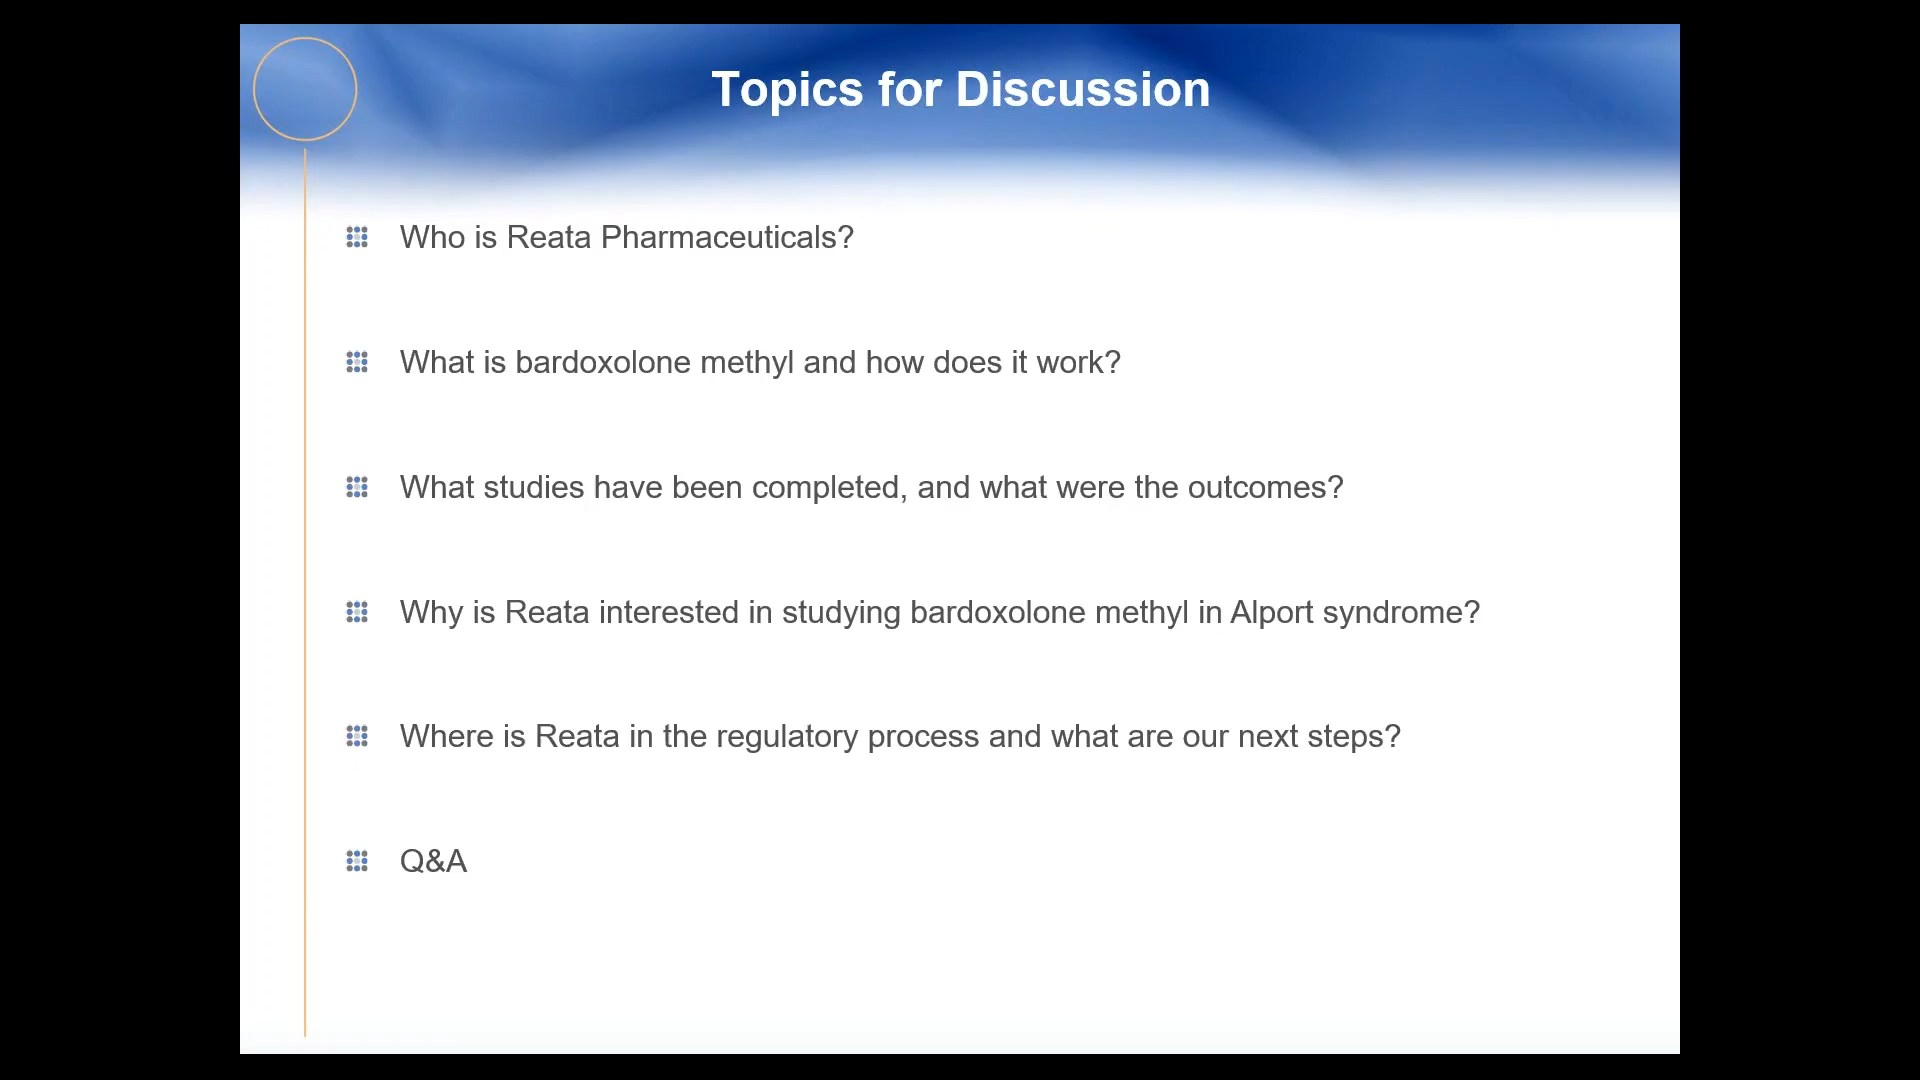 Topics for Discussion
Who is Reata Pharmaceuticals?
What is bardoxolone methyl and how does it work?
What studies have been completed, and what were the outcomes?
Why is Reata interested in studying bardoxolone methyl in Alport syndrome?
Where is Reata in the regulatory process and what are our next steps?
Q&A